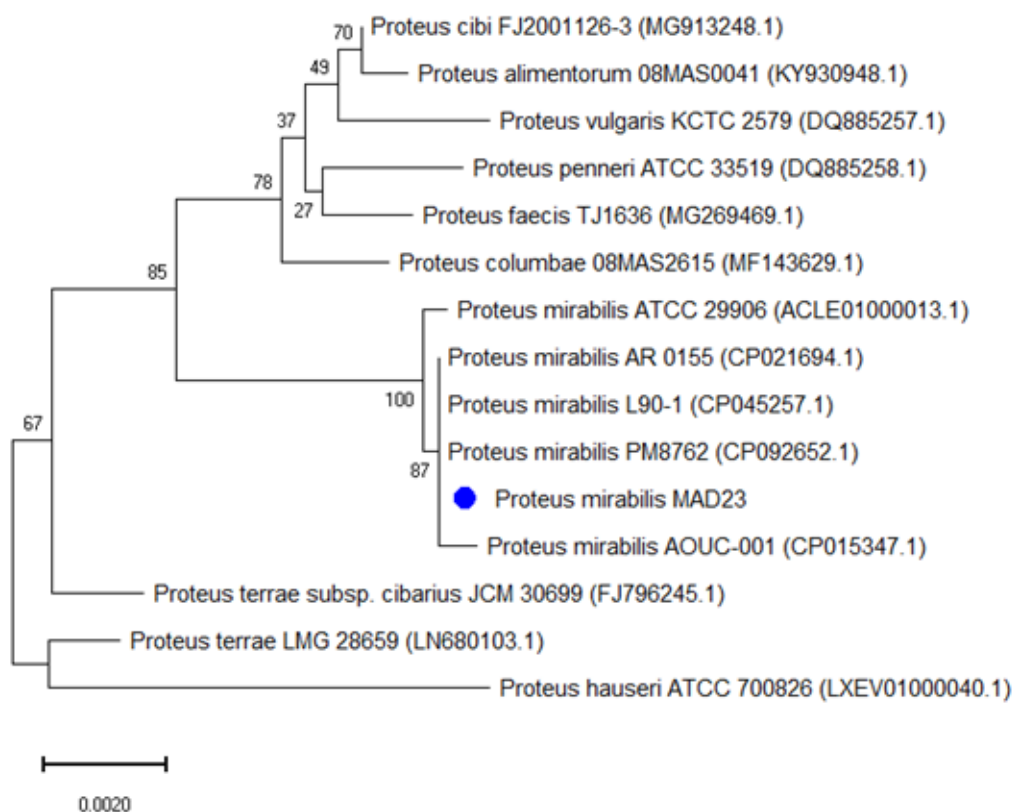 70
Proteus cibi FJ2001126-3 (MG913248.1)
49
Proteus alimentorum 08MAS0041 (KY930948.1)
37
Proteus vulgaris KCTC 2579 (DQ885257.1)
Proteus penneri ATCC 33519 (DQ885258.1)
78
27
Proteus faecis TJ1636 (MG269469.1)
85
Proteus columbae 08MAS2615 (MF143629.1)
Proteus mirabilis ATCC 29906 (ACLE01000013.1)
Proteus mirabilis AR 0155 (CP021694.1)
100
Proteus mirabilis L90-1 (CP045257.1)
67
Proteus mirabilis PM8762 (CP092652.1)
87
Proteus mirabilis MAD23
Proteus mirabilis AOUC-001 (CP015347.1)
Proteus terrae subsp. cibarius JCM 30699 (FJ796245.1)
Proteus terrae LMG 28659 (LN680103.1)
Proteus hauseri ATCC 700826 (LXEV01000040.1)
0.0020